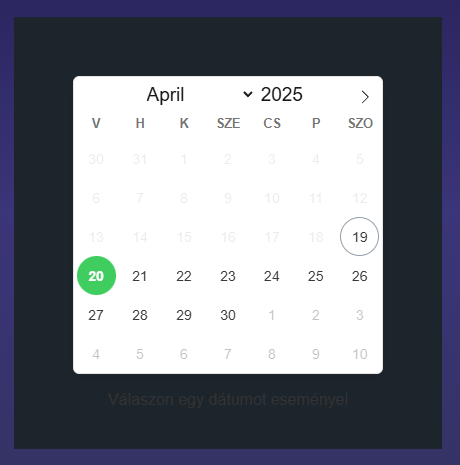 April 2025
V H K SZE CS P SZO
30 31 1 2 3 4 5
6 7 8 9 10 11 12
13 14 15 16 17 18 19
20 21 22 23 24 25 26
27 28 29 30 1 2 3
4 5 6 7 8 9 10
Válaszon egy dátumot eseményei